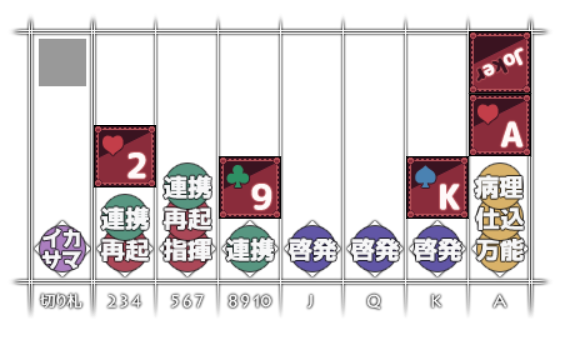 Joker
A
2
9
K
連携
病理
連携
再起
仕込
イカ
サマ
再起
指揮
連携
啓発
啓発
啓発
万能
切り札
234
567
8910
J
Q
K
A